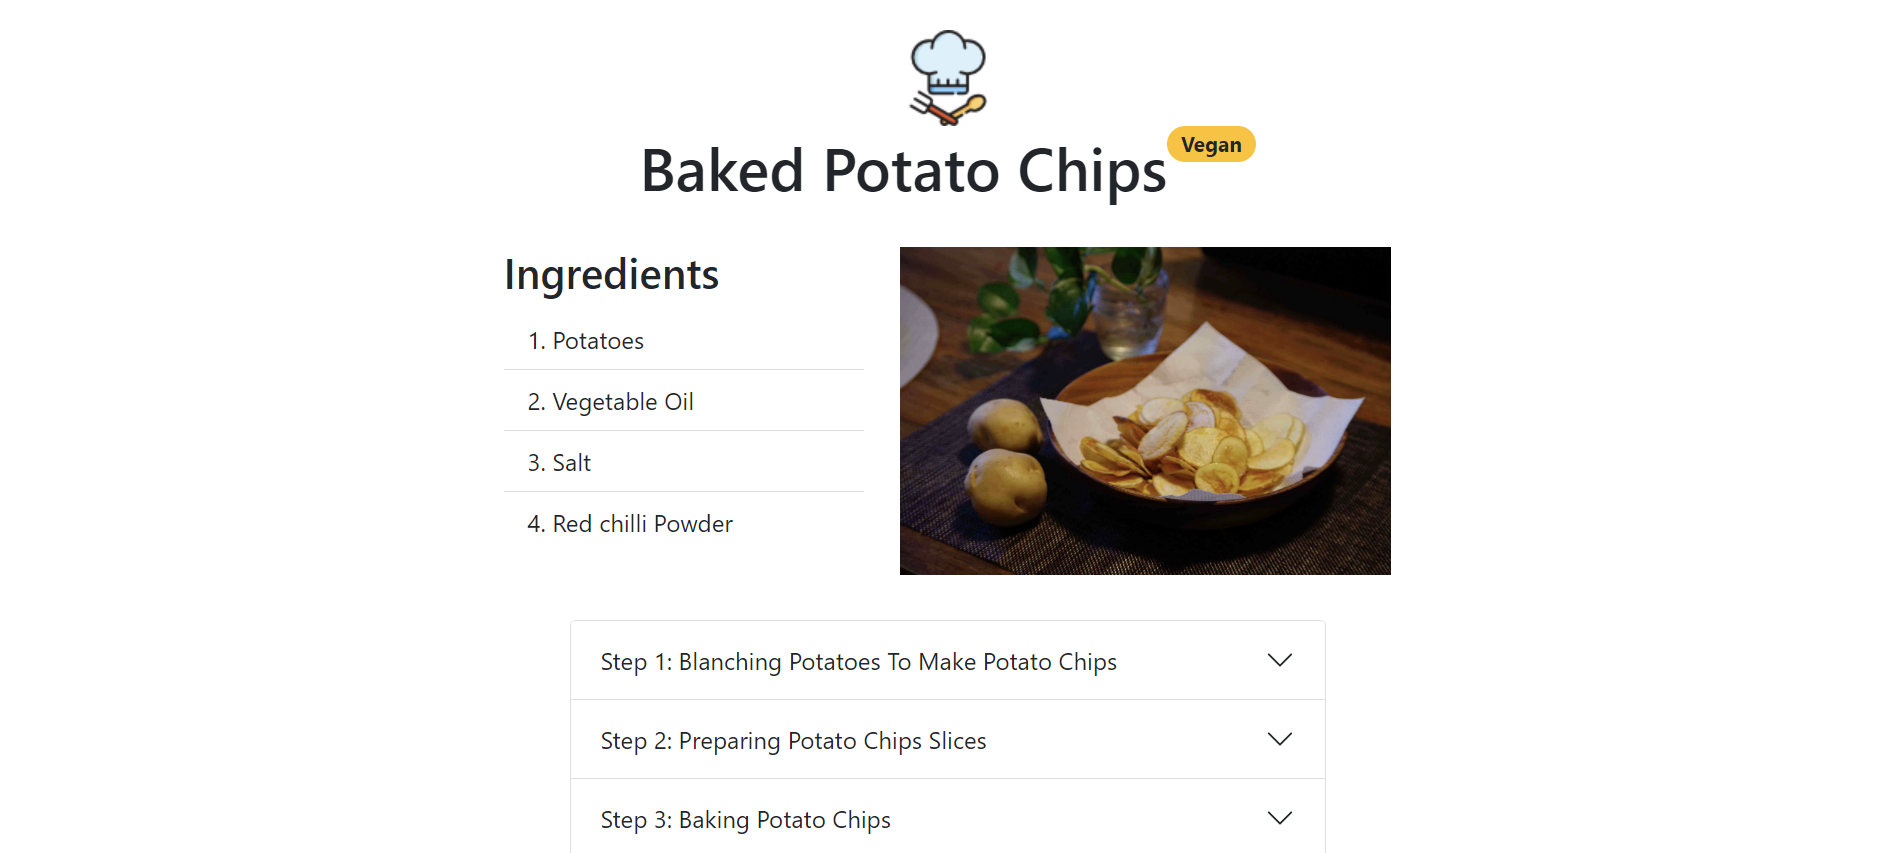 Baked Potato Chips
Vegan
Ingredients
1. Potatoes
2. Vegetable Oil
3. Salt
4. Red chilli Powder
Step 1: Blanching Potatoes To Make Potato Chips
Step 2: Preparing Potato Chips Slices
Step 3: Baking Potato Chips